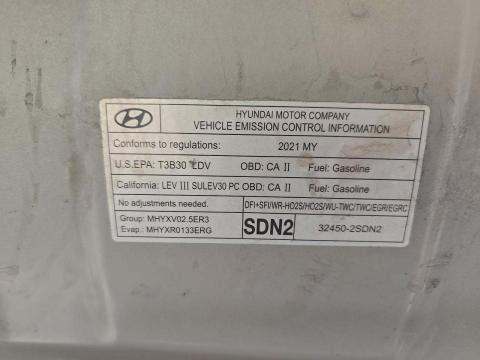 HYUNDAI MOTOR COMPANY
VEHICLE EMISSION CONTROL INFORMATION
Conforms to regulations: 2021 MY
U.S.EPA: T3B30 LDV OBD: CA II Fuel: Gasoline
California: LEV III SULEV30 PC OBD: CA II Fuel: Gasoline
No adjustments needed. DFI+SFI/WR-HO2S/HO2S/WU-TWC/TWC/EGR/EGRC
Group: MHYXV02.5ER3
Evap.: MHYXR0133ERG
SDN2 32450-2SDN2